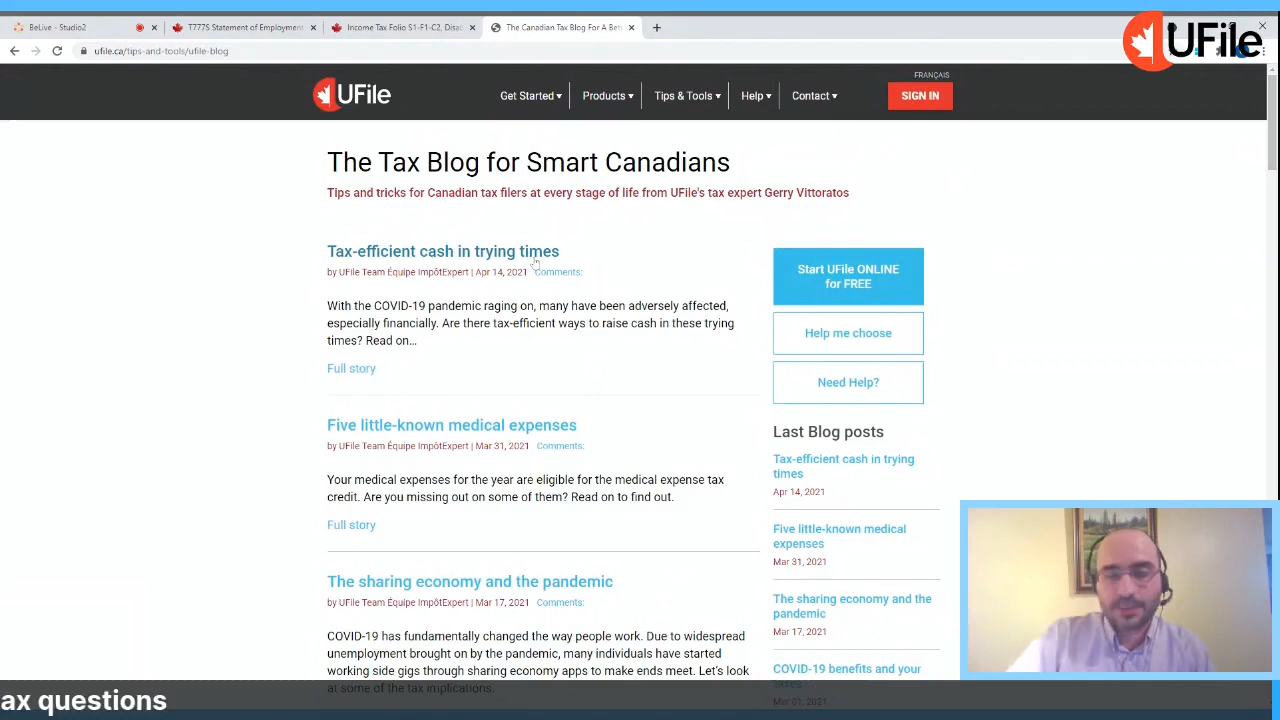 BeLive - Studio2
T777S Statement of Employment
Income Tax Folio S1-F1-C2, Disa
The Canadian Tax Blog For A Bet
UFile
ufile.ca/tips-and-tools/ufile-blog
FRANÇAIS
UFile
Get Started
Products
Tips & Tools
Help
Contact
SIGN IN
The Tax Blog for Smart Canadians
Tips and tricks for Canadian tax filers at every stage of life from UFile's tax expert Gerry Vittoratos
Tax-efficient cash in trying times
by UFile Team Équipe ImpôtExpert | Apr 14, 2021 Comments:
With the COVID-19 pandemic raging on, many have been adversely affected,
especially financially. Are there tax-efficient ways to raise cash in these trying
times? Read on...
Full story
Five little-known medical expenses
by UFile Team Équipe ImpôtExpert | Mar 31, 2021 Comments:
Your medical expenses for the year are eligible for the medical expense tax
credit. Are you missing out on some of them? Read on to find out.
Full story
The sharing economy and the pandemic
by UFile Team Équipe ImpôtExpert | Mar 17, 2021 Comments:
COVID-19 has fundamentally changed the way people work. Due to widespread
unemployment brought on by the pandemic, many individuals have started
working side gigs through sharing economy apps to make ends meet. Let's look
at some of the tax implications.
Start UFile ONLINE
for FREE
Help me choose
Need Help?
Last Blog posts
Tax-efficient cash in trying
times
Apr 14, 2021
Five little-known medical
expenses
Mar 31, 2021
The sharing economy and the
pandemic
Mar 17, 2021
COVID-19 benefits and your
Mar 01, 2021
ax questions